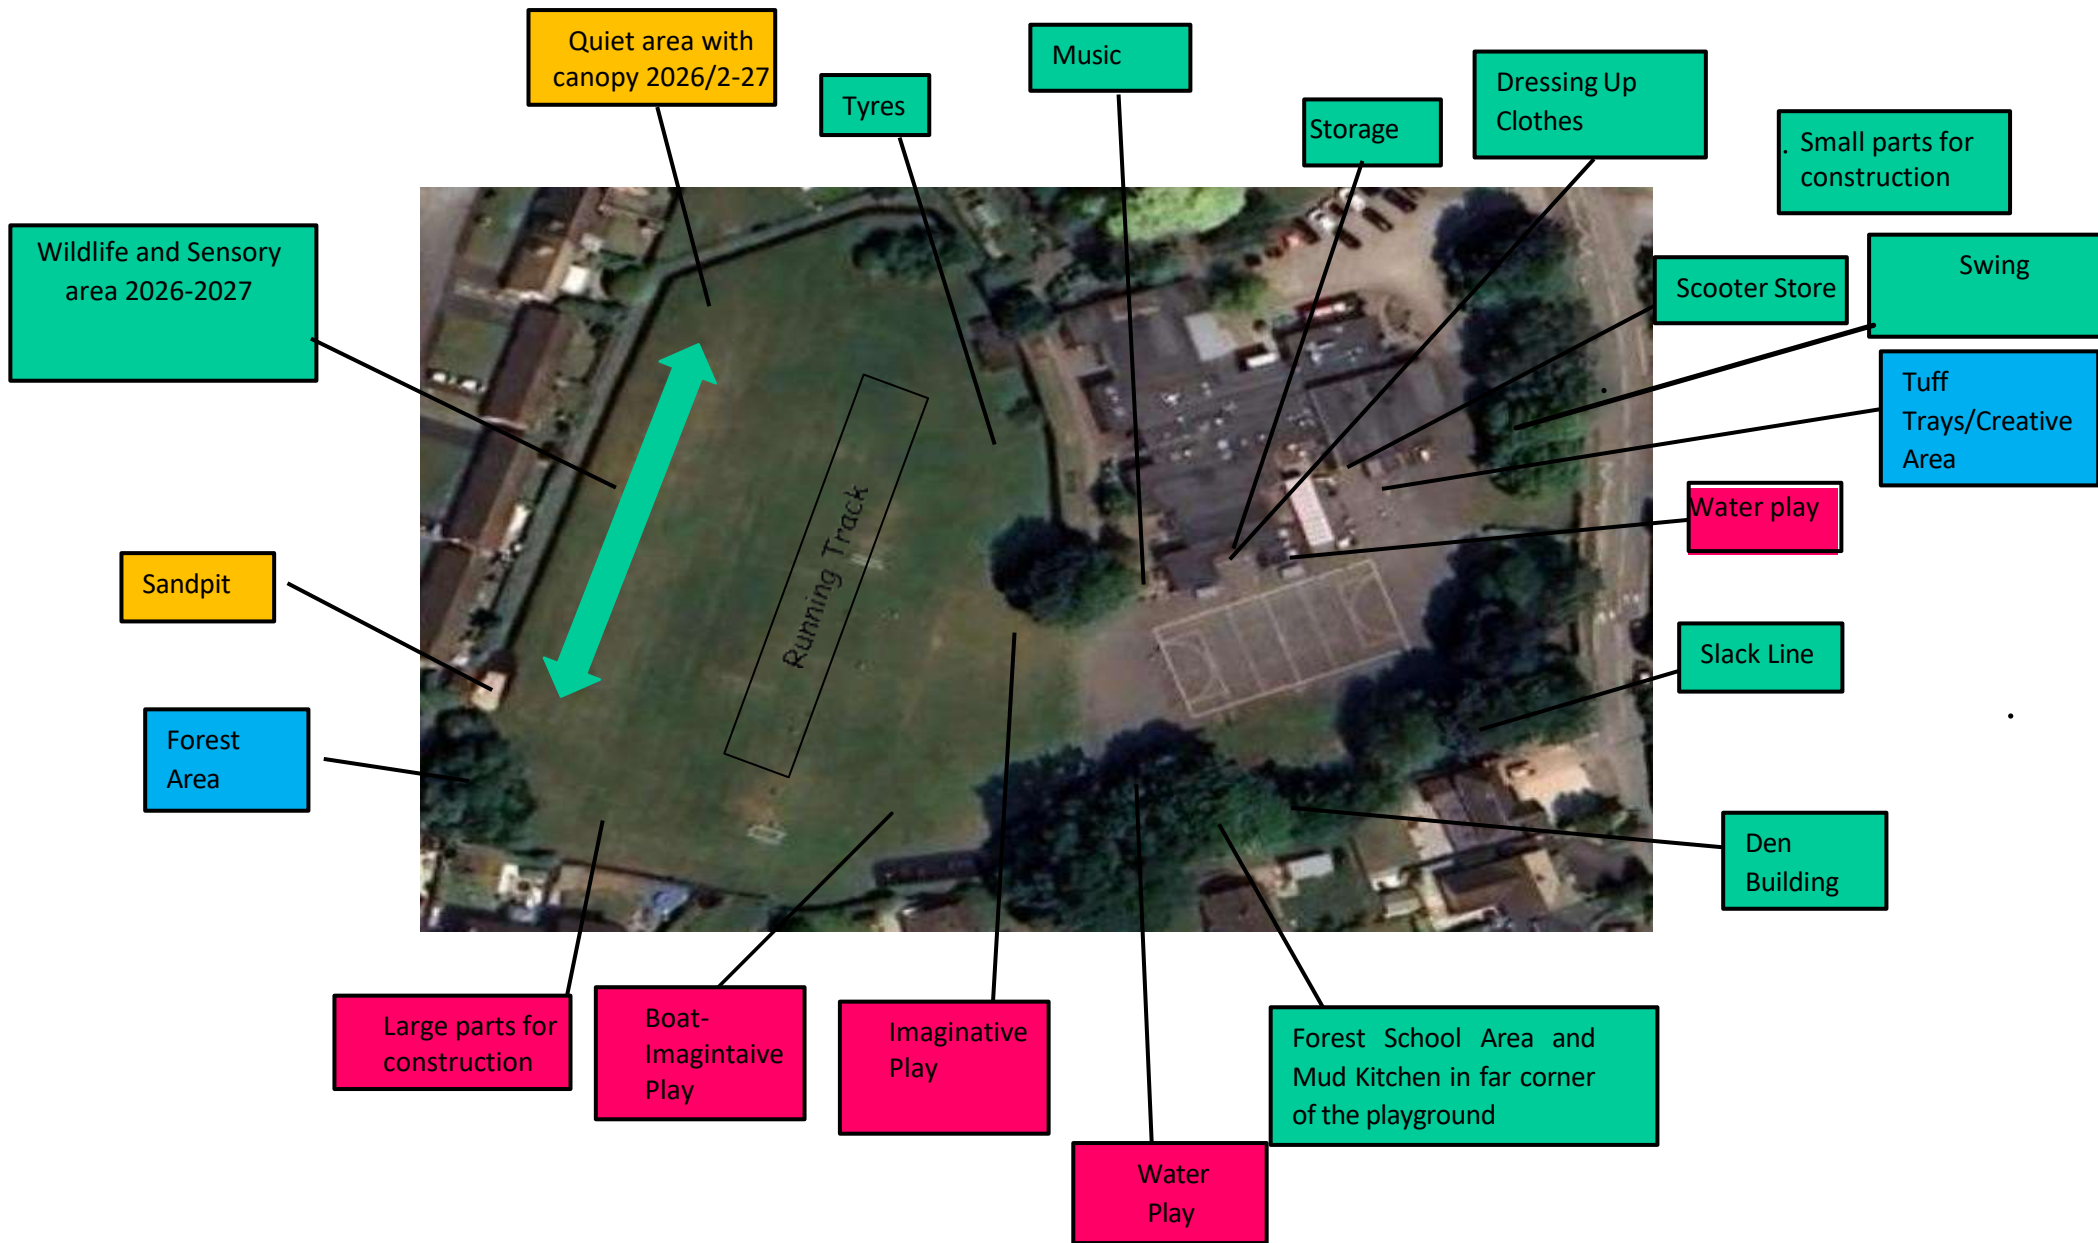 Quiet area with
canopy 2026/2-27
Music
Tyres
Storage
Dressing Up
Clothes
. Small parts for
construction
Wildlife and Sensory
area 2026-2027
Scooter Store
Swing
Tuff
Trays/Creative
Area
Water play
Running Track
Sandpit
Slack Line
Forest
Area
Den
Building
Large parts for
construction
Boat-
Imagintaive
Play
Imaginative
Play
Forest School Area and
Mud Kitchen in far corner
of the playground
Water
Play